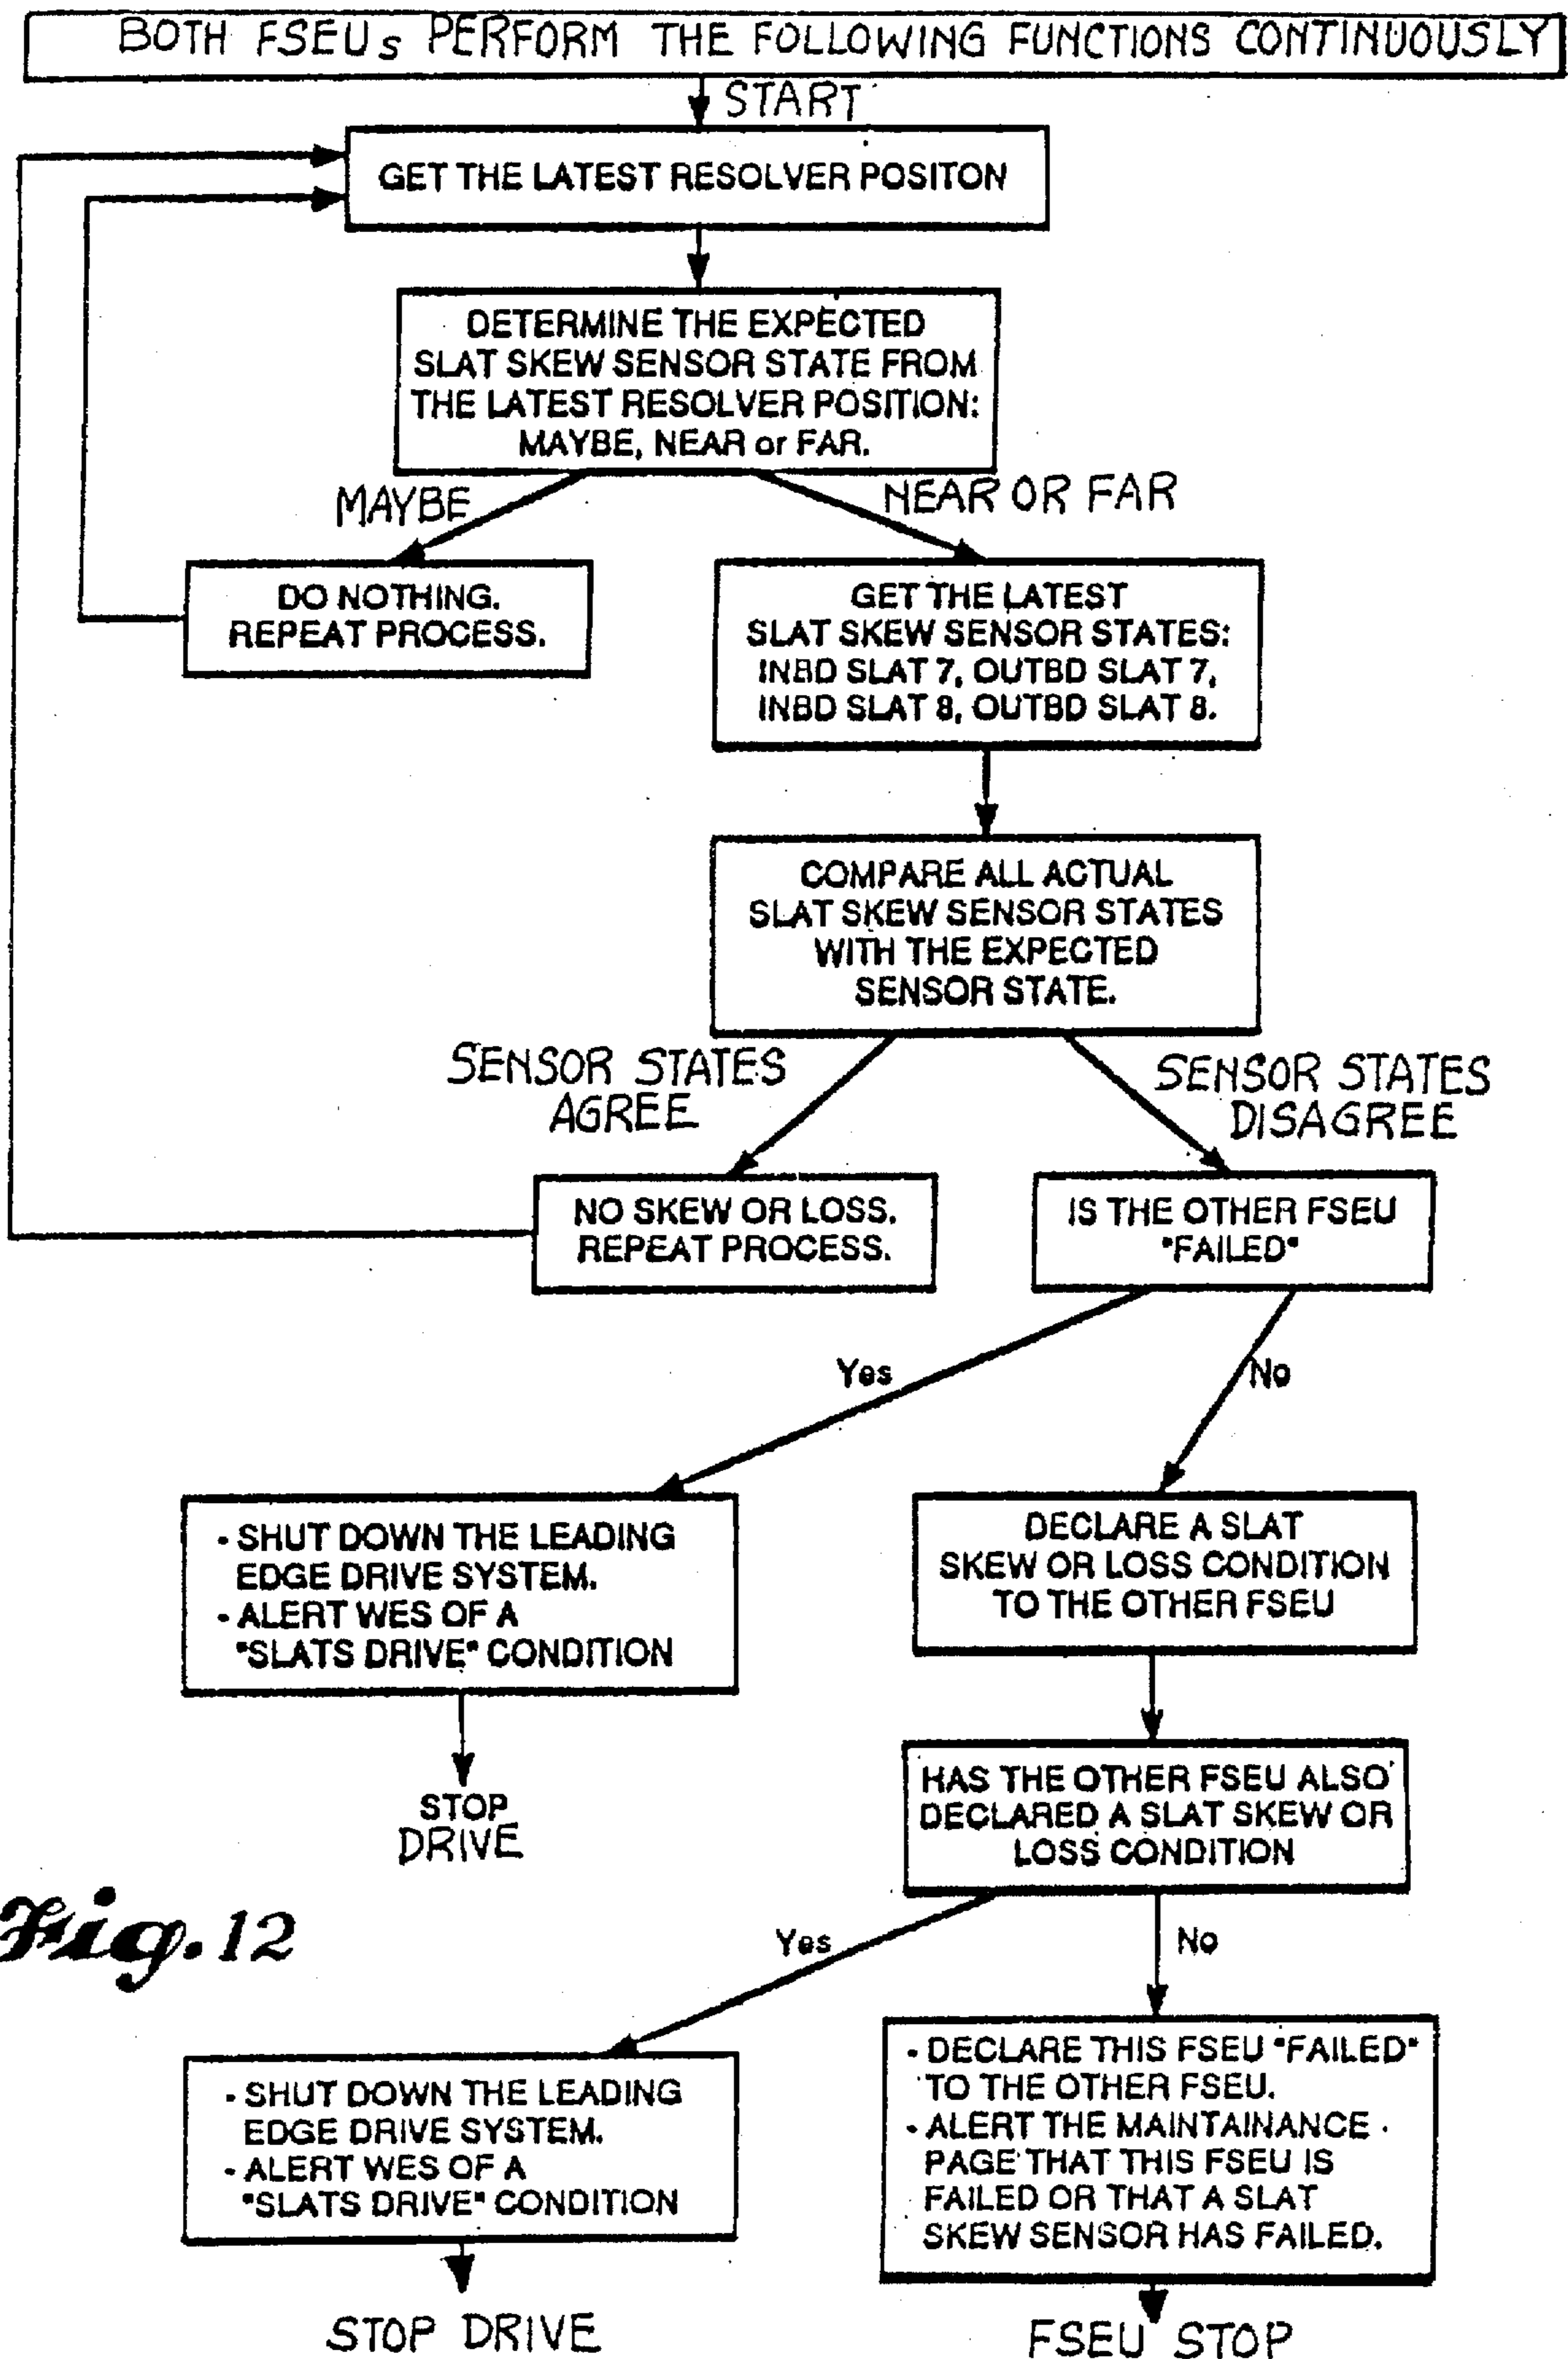 BOTH FSEUs PERFORM THE FOLLOWING FUNCTIONS CONTINUOUSLY
START
GET THE LATEST RESOLVER POSITON
DETERMINE THE EXPECTED
SLAT SKEW SENSOR STATE FROM
THE LATEST RESOLVER POSITION:
MAYBE, NEAR or FAR.
MAYBE
NEAR OR FAR
DO NOTHING.
REPEAT PROCESS.
GET THE LATEST
SLAT SKEW SENSOR STATES:
INBD SLAT 7, OUTBD SLAT 7,
INBD SLAT 8, OUTBD SLAT 8.
COMPARE ALL ACTUAL
SLAT SKEW SENSOR STATES
WITH THE EXPECTED
SENSOR STATE.
SENSOR STATES
AGREE
SENSOR STATES
DISAGREE
NO SKEW OR LOSS.
REPEAT PROCESS.
IS THE OTHER FSEU
"FAILED"
Yes
No
- SHUT DOWN THE LEADING
EDGE DRIVE SYSTEM.
- ALERT WES OF A
"SLATS DRIVE" CONDITION
STOP
DRIVE
DECLARE A SLAT
SKEW OR LOSS CONDITION
TO THE OTHER FSEU
HAS THE OTHER FSEU ALSO
DECLARED A SLAT SKEW OR
LOSS CONDITION
Fig. 12
Yes
No
- SHUT DOWN THE LEADING
EDGE DRIVE SYSTEM.
- ALERT WES OF A
"SLATS DRIVE" CONDITION
STOP DRIVE
- DECLARE THIS FSEU "FAILED"
TO THE OTHER FSEU.
- ALERT THE MAINTAINANCE
PAGE THAT THIS FSEU IS
FAILED OR THAT A SLAT
SKEW SENSOR HAS FAILED.
FSEU STOP